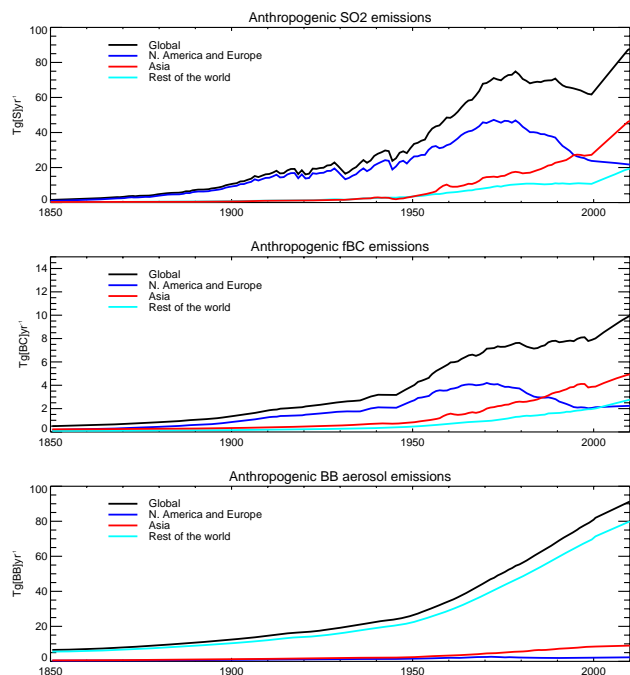 Anthropogenic SO2 emissions
100
80
60
40
20
0
Tg[S]yr⁻¹
Global
N. America and Europe
Asia
Rest of the world
1850 1900 1950 2000
Anthropogenic fBC emissions
14
12
10
8
6
4
2
0
Tg[BC]yr⁻¹
Global
N. America and Europe
Asia
Rest of the world
1850 1900 1950 2000
Anthropogenic BB aerosol emissions
100
80
60
40
20
0
Tg[BB]yr⁻¹
Global
N. America and Europe
Asia
Rest of the world
1850 1900 1950 2000